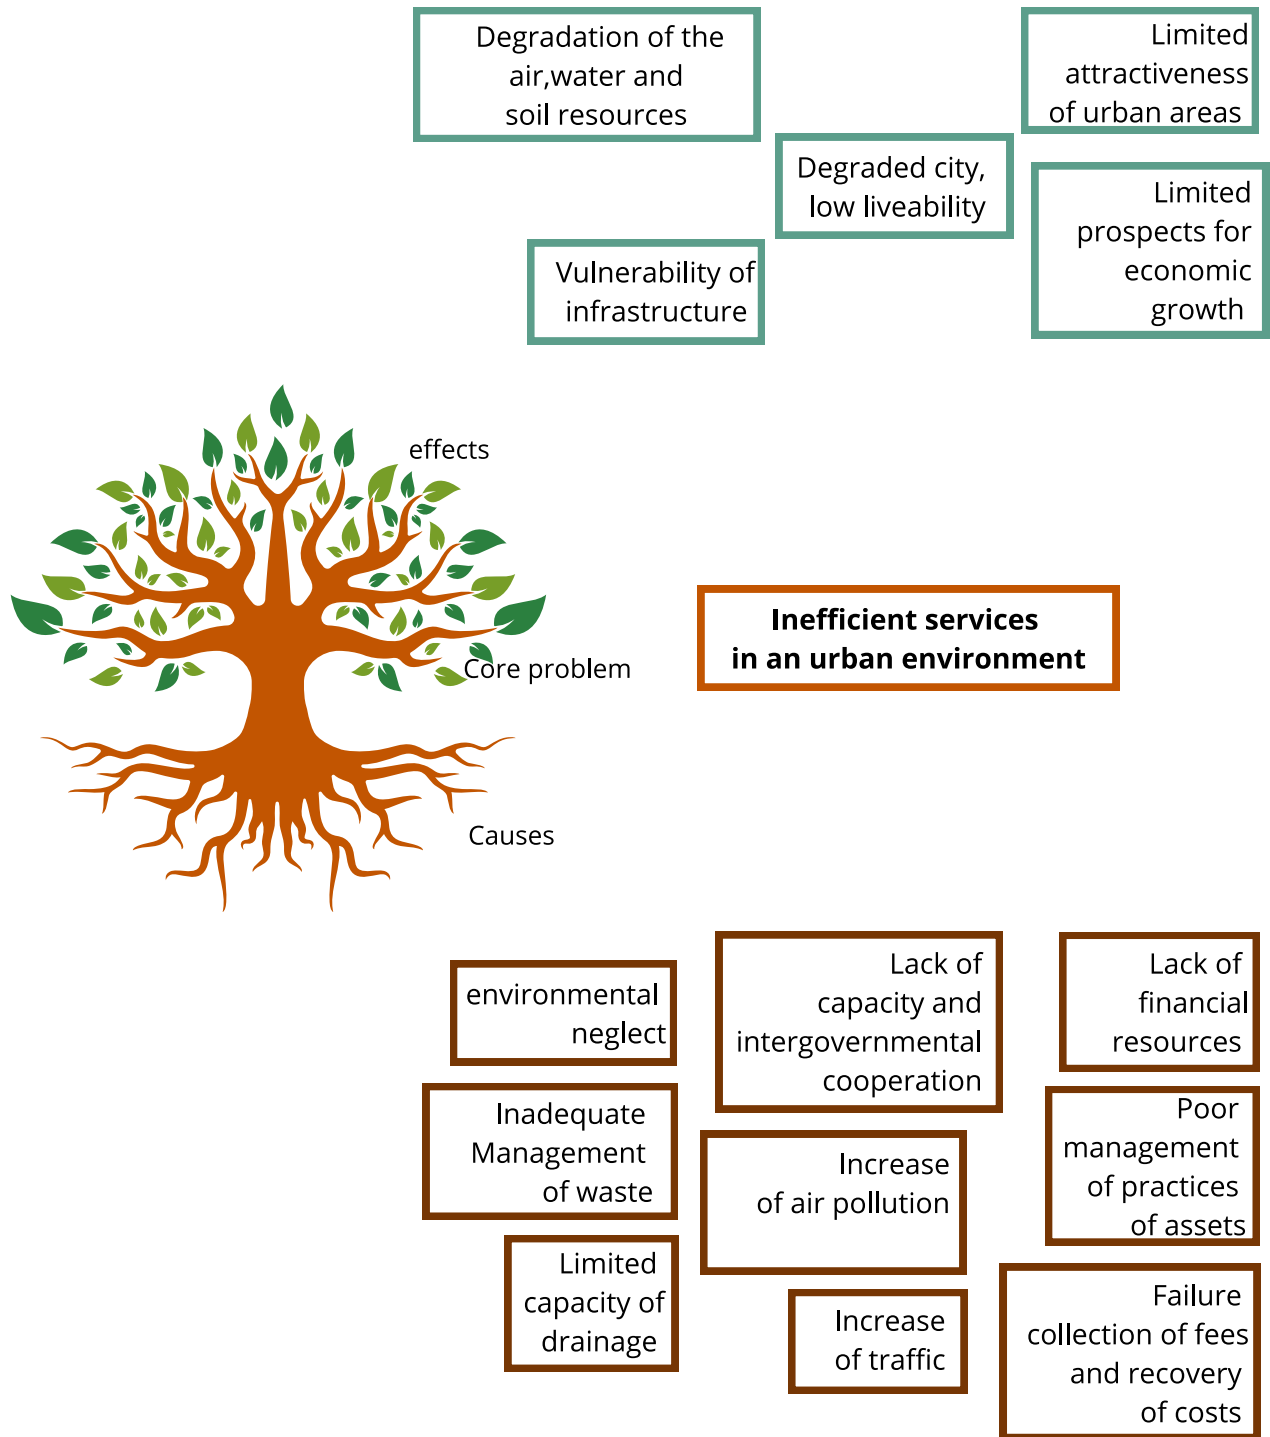 Degradation of the
air,water and
soil resources
Limited
attractiveness
of urban areas
Degraded city,
low liveability
Limited
prospects for
economic
growth
Vulnerability of
infrastructure
effects
Inefficient services
in an urban environment
Core problem
Causes
environmental
neglect
Lack of
capacity and
intergovernmental
cooperation
Lack of
financial
resources
Inadequate
Management
of waste
Increase
of air pollution
Poor
management
of practices
of assets
Limited
capacity of
drainage
Increase
of traffic
Failure
collection of fees
and recovery
of costs